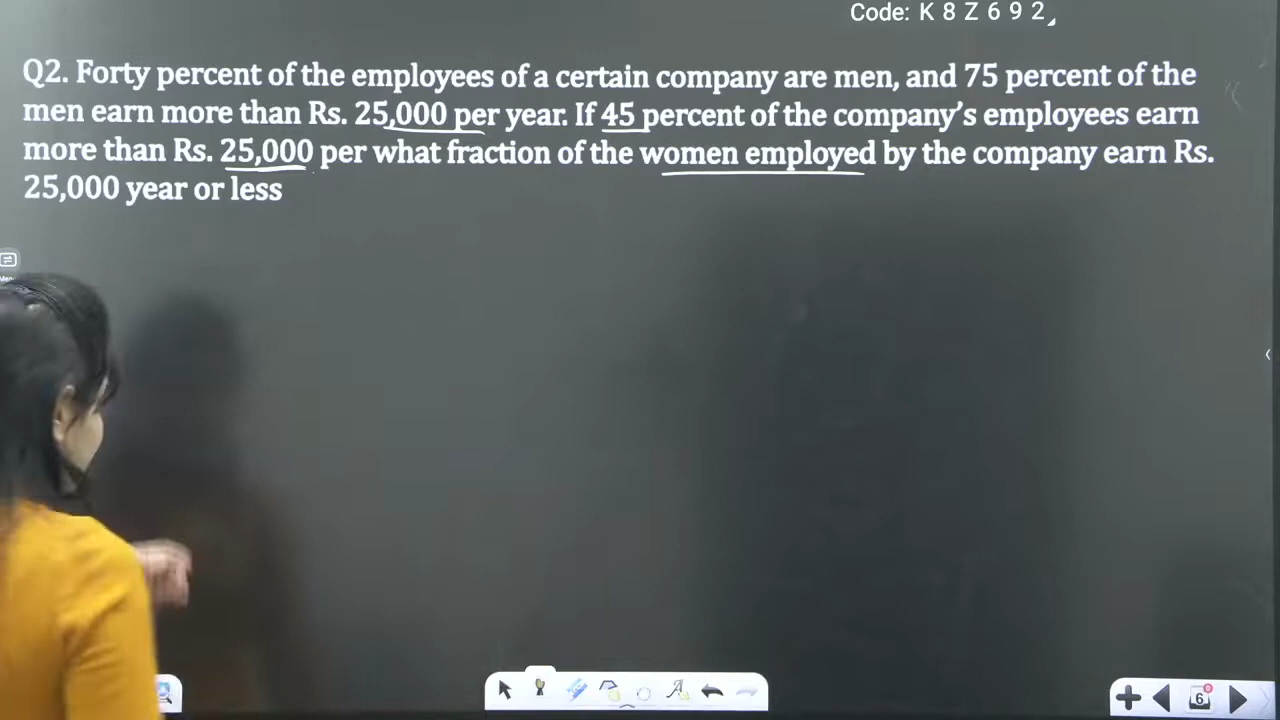 Code: K 8 Z 6 9 2
Q2. Forty percent of the employees of a certain company are men, and 75 percent of the
men earn more than Rs. 25,000 per year. If 45 percent of the company's employees earn
more than Rs. 25,000 per what fraction of the women employed by the company earn Rs.
25,000 year or less
6